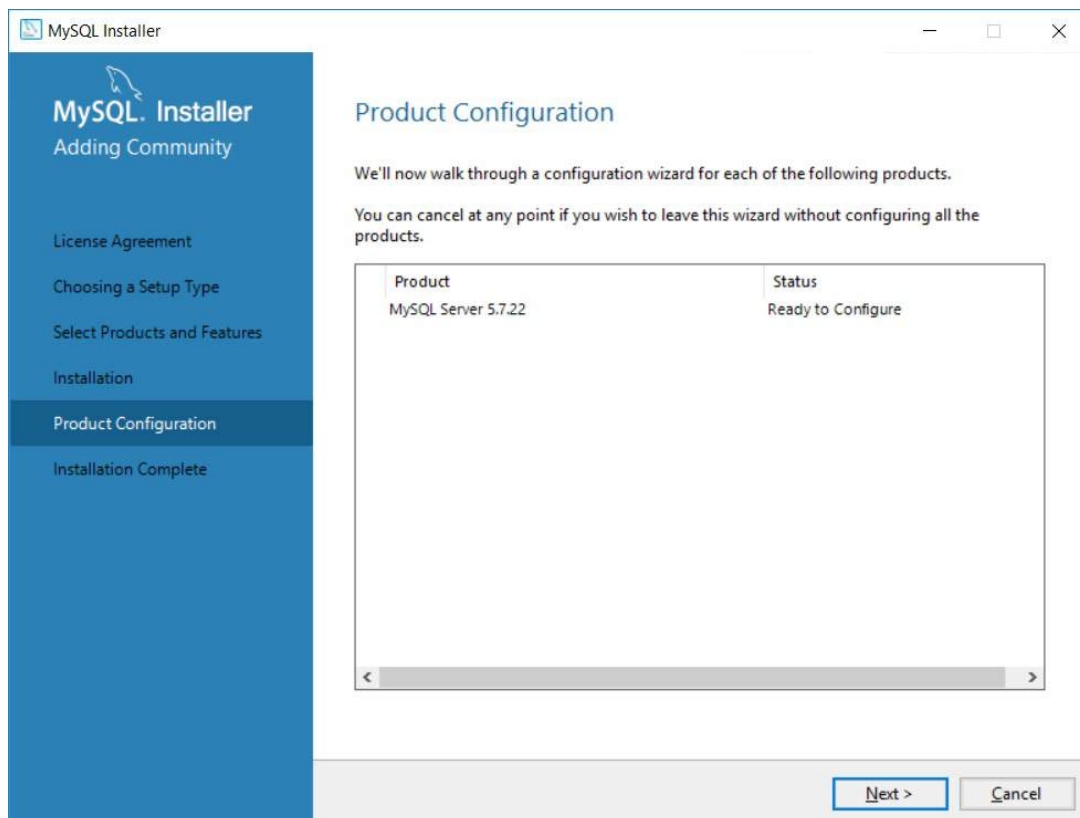 MySQL Installer
MySQL. Installer
Adding Community
License Agreement
Choosing a Setup Type
Select Products and Features
Installation
Product Configuration
Installation Complete
Product Configuration
We'll now walk through a configuration wizard for each of the following products.
You can cancel at any point if you wish to leave this wizard without configuring all the
products.
Product Status
MySQL Server 5.7.22 Ready to Configure
Next > Cancel